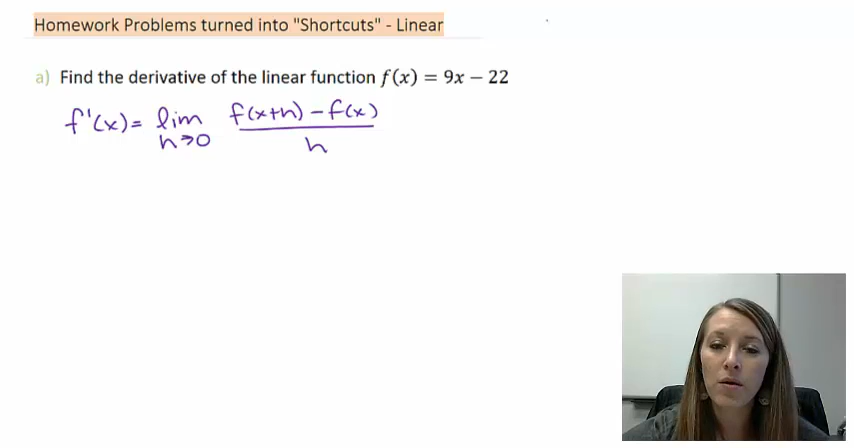 Homework Problems turned into "Shortcuts" - Linear
a) Find the derivative of the linear function f(x) = 9x − 22
f'(x) = lim h→0 f(x+h) − f(x) / h